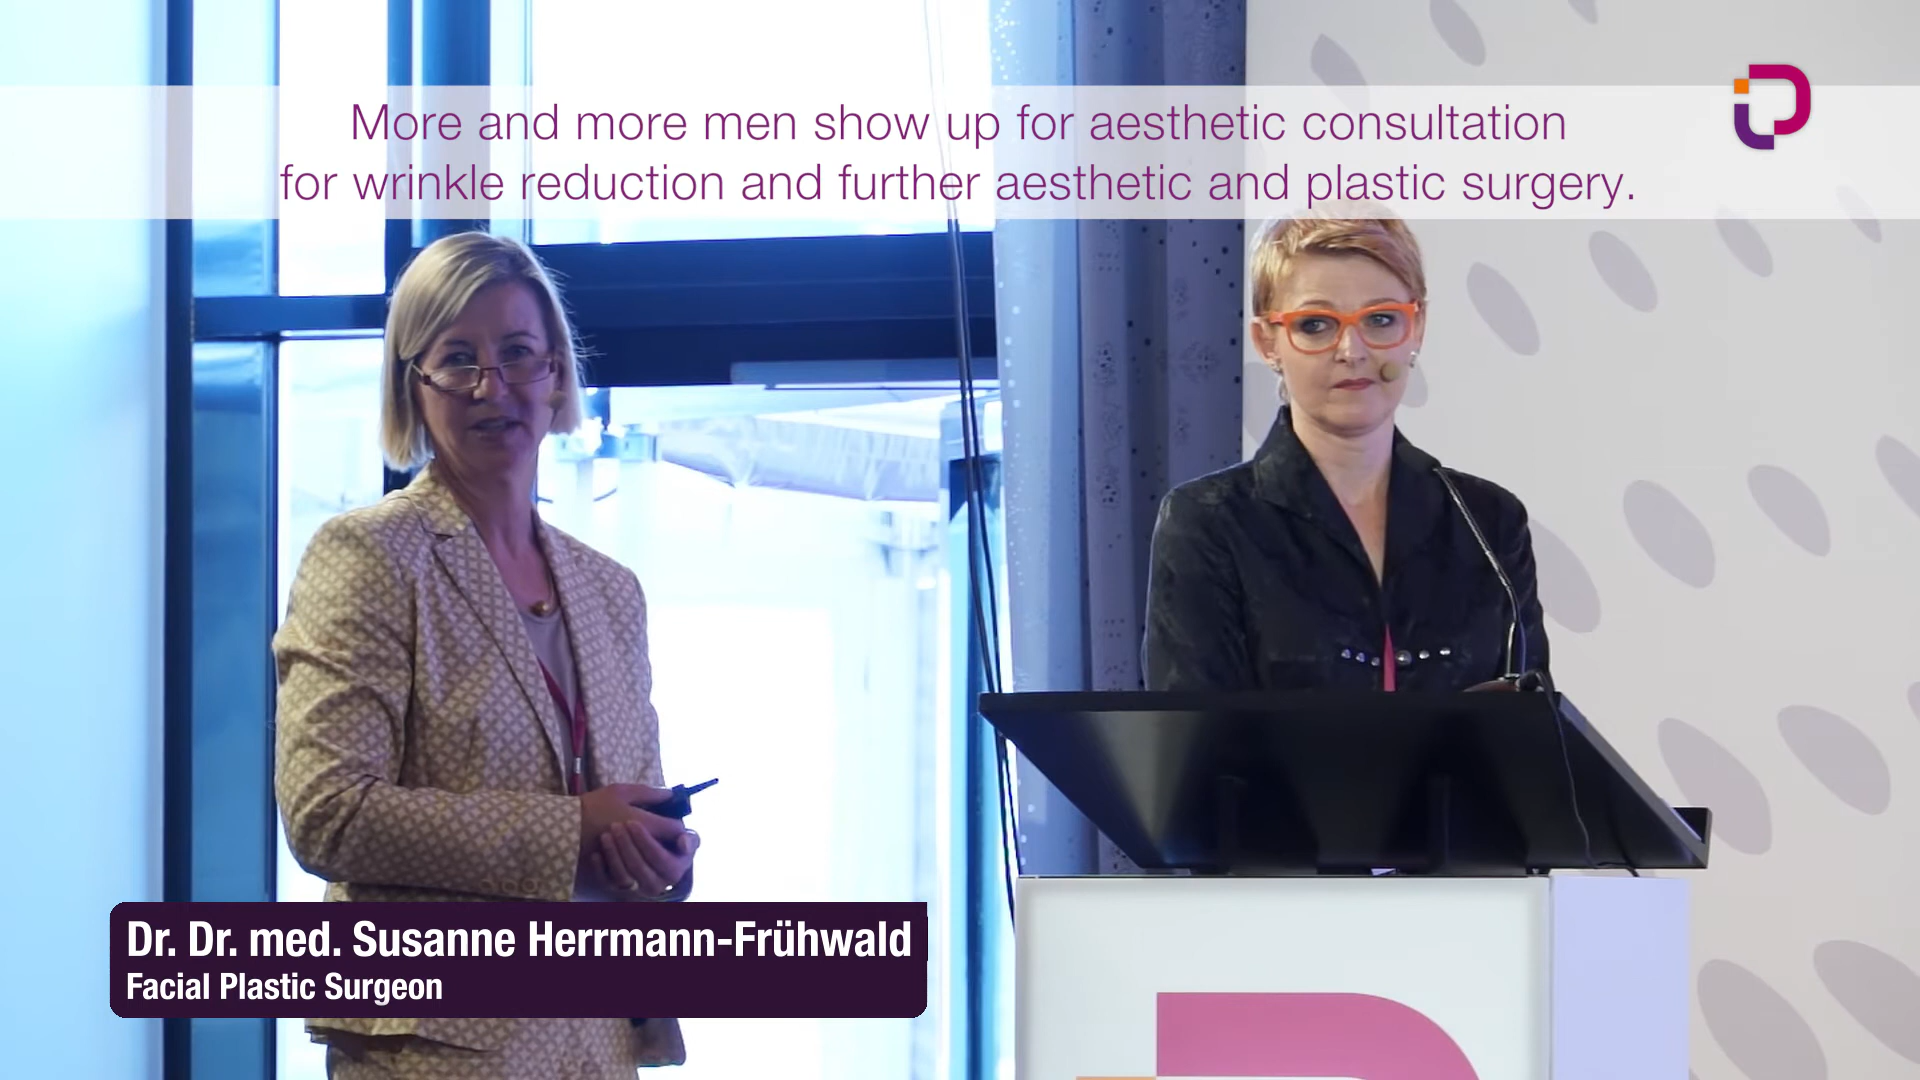 More and more men show up for aesthetic consultation
for wrinkle reduction and further aesthetic and plastic surgery.
Dr. Dr. med. Susanne Herrmann-Frühwald
Facial Plastic Surgeon